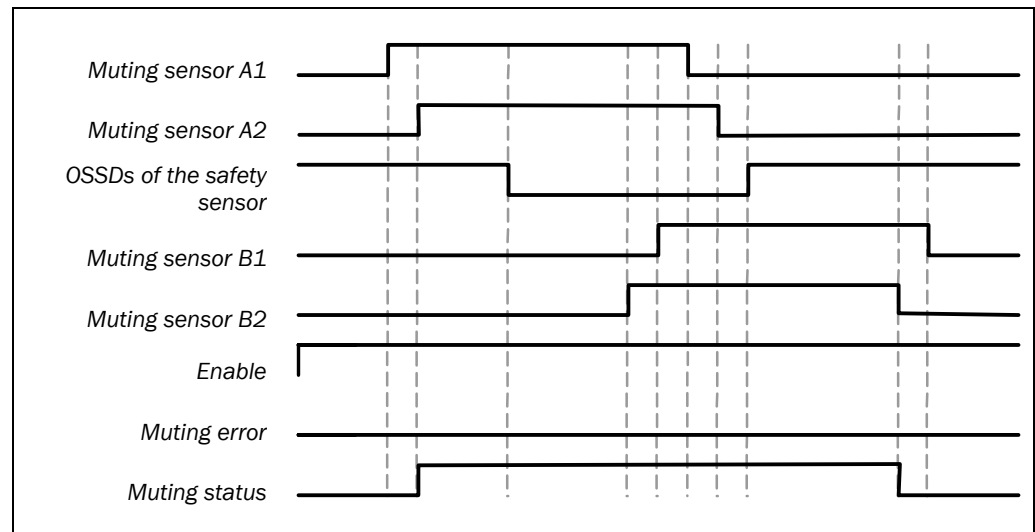 Muting sensor A1
Muting sensor A2
OSSDs of the safety
sensor
Muting sensor B1
Muting sensor B2
Enable
Muting error
Muting status